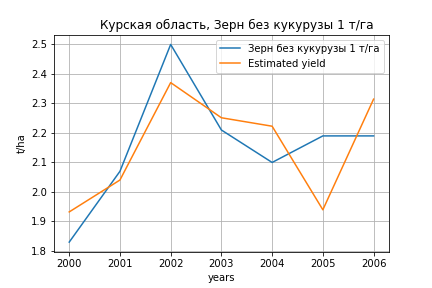 Курская область, Зерн без кукурузы 1 т/га
Зерн без кукурузы 1 т/га
Estimated yield
2.5
2.4
2.3
2.2
2.1
2.0
1.9
1.8
t/ha
2000 2001 2002 2003 2004 2005 2006
years